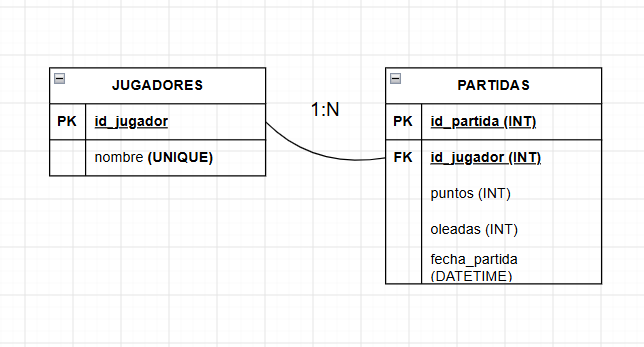 JUGADORES
PK id_jugador
nombre (UNIQUE)
1:N
PARTIDAS
PK id_partida (INT)
FK id_jugador (INT)
puntos (INT)
oleadas (INT)
fecha_partida
(DATETIME)